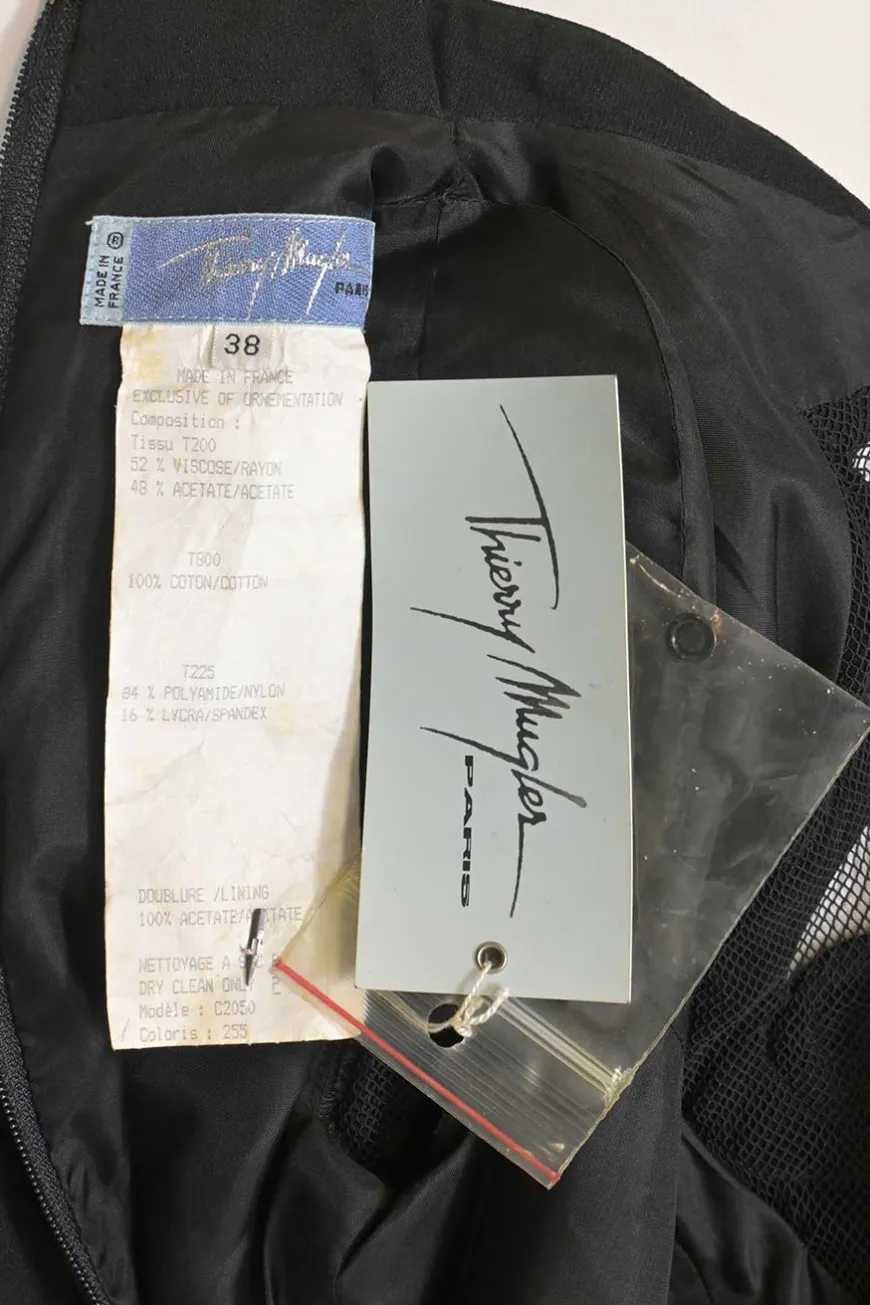 MADE IN
FRANCE
®
Thierry Mugler
PARIS
38
MADE IN FRANCE
EXCLUSIVE OF ORNEMENTATION
Composition :
Tissu T200
52 % VISCOSE/RAYON
48 % ACETATE/ACETATE
T800
100% COTON/COTTON
T225
84 % POLYAMIDE/NYLON
16 % LYCRA/SPANDEX
DOUBLURE /LINING
100% ACETATE/ACETATE
NETTOYAGE A SEC
DRY CLEAN ONLY
Modèle : C2050
Coloris : 255
Thierry Mugler
PARIS